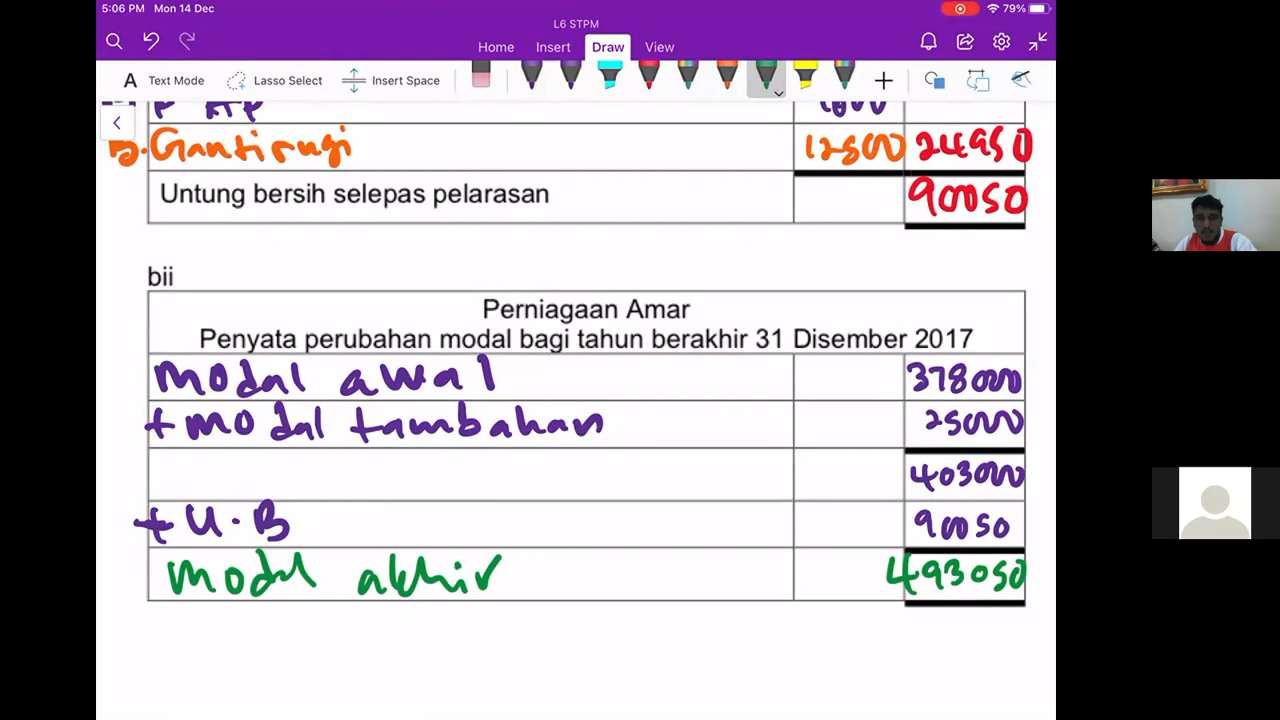 5:06 PM Mon 14 Dec
79%
L6 STPM
Home Insert Draw View
A Text Mode Lasso Select Insert Space
1800
5. Gantirugi 12500 24950
Untung bersih selepas pelarasan 90050
bii
Perniagaan Amar
Penyata perubahan modal bagi tahun berakhir 31 Disember 2017
Modal awal 378000
+ Modal tambahan 25000
403000
+ U.B 90050
Modal akhir 493050